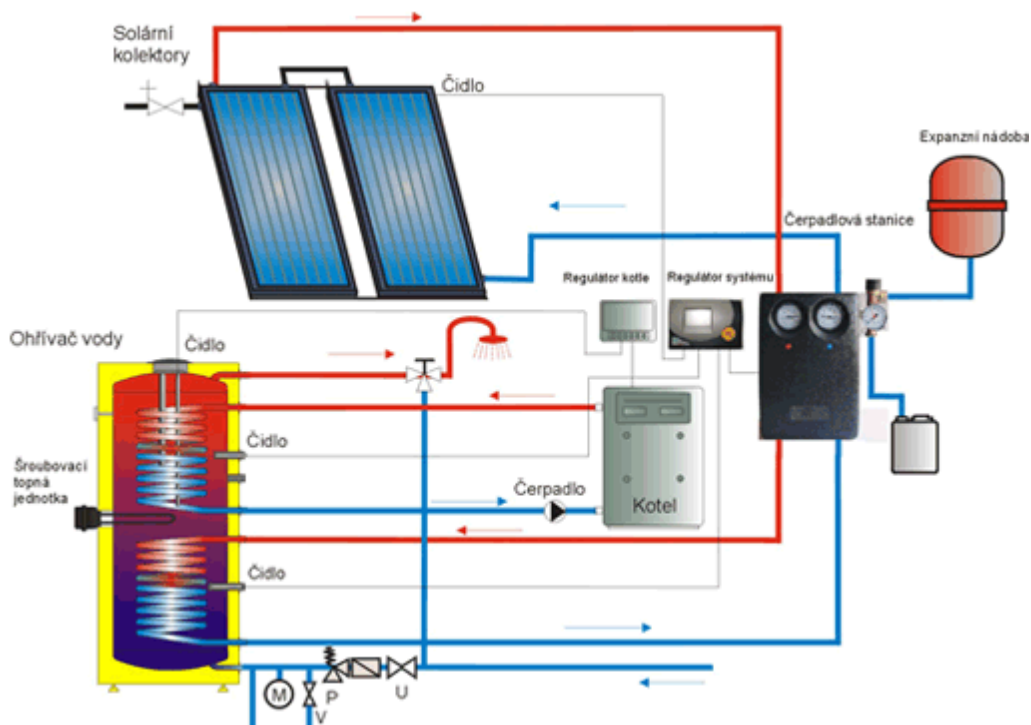 Solární
kolektory
Čidlo
Expanzní nádoba
Čerpadlová stanice
Regulátor kotle
Regulátor systému
Ohřívač vody
Čidlo
Čidlo
Šroubovací
topná
jednotka
Čerpadlo
Kotel
Čidlo
M
V
P
U